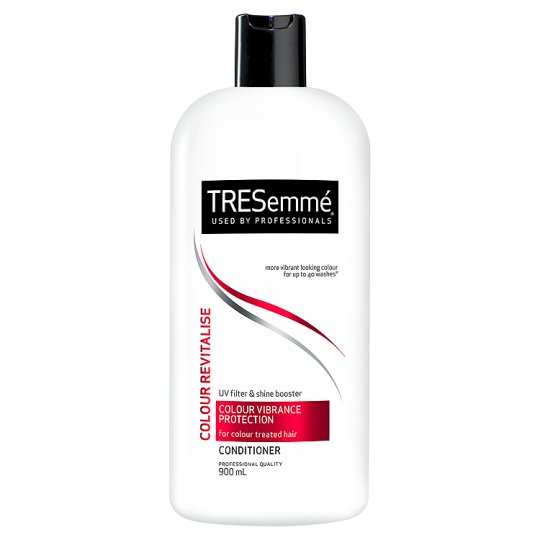 TRESemmé®
USED BY PROFESSIONALS
more vibrant looking colour
for up to 40 washes*
COLOUR REVITALISE
UV filter & shine booster
COLOUR VIBRANCE
PROTECTION
for colour treated hair
CONDITIONER
PROFESSIONAL QUALITY
900 mL